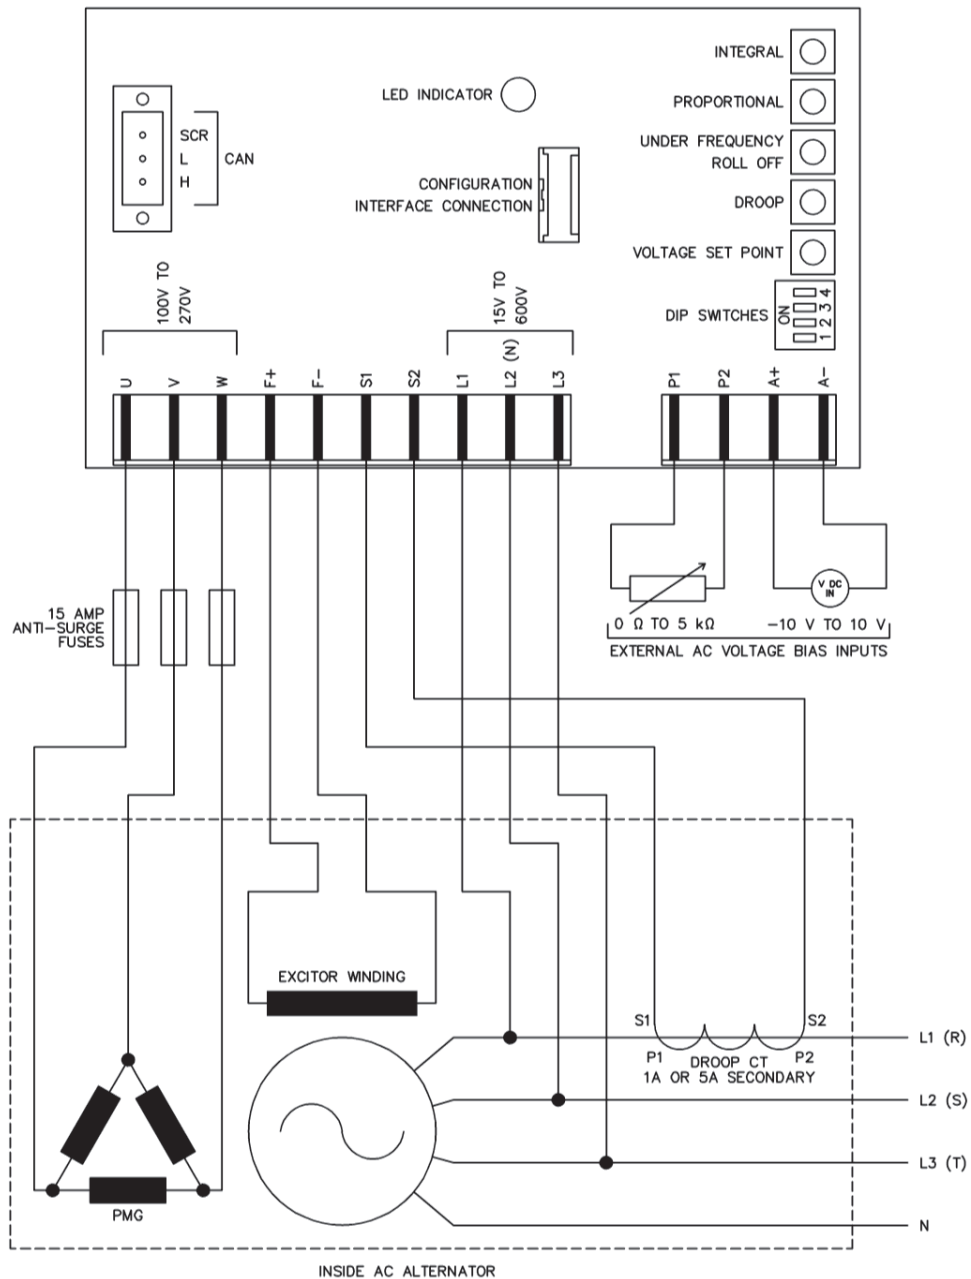 INTEGRAL
LED INDICATOR
PROPORTIONAL
SCR
L
H
CAN
UNDER FREQUENCY
ROLL OFF
CONFIGURATION
INTERFACE CONNECTION
DROOP
VOLTAGE SET POINT
100V TO
270V
15V TO
600V
DIP SWITCHES
ON
1 2 3 4
U
V
W
F+
F-
S1
S2
L1
L2 (N)
L3
P1
P2
A+
A-
15 AMP
ANTI-SURGE
FUSES
V DC
IN
0 Ω TO 5 kΩ
-10 V TO 10 V
EXTERNAL AC VOLTAGE BIAS INPUTS
EXCITOR WINDING
S1
S2
P1
P2
DROOP CT
1A OR 5A SECONDARY
L1 (R)
L2 (S)
L3 (T)
N
PMG
INSIDE AC ALTERNATOR